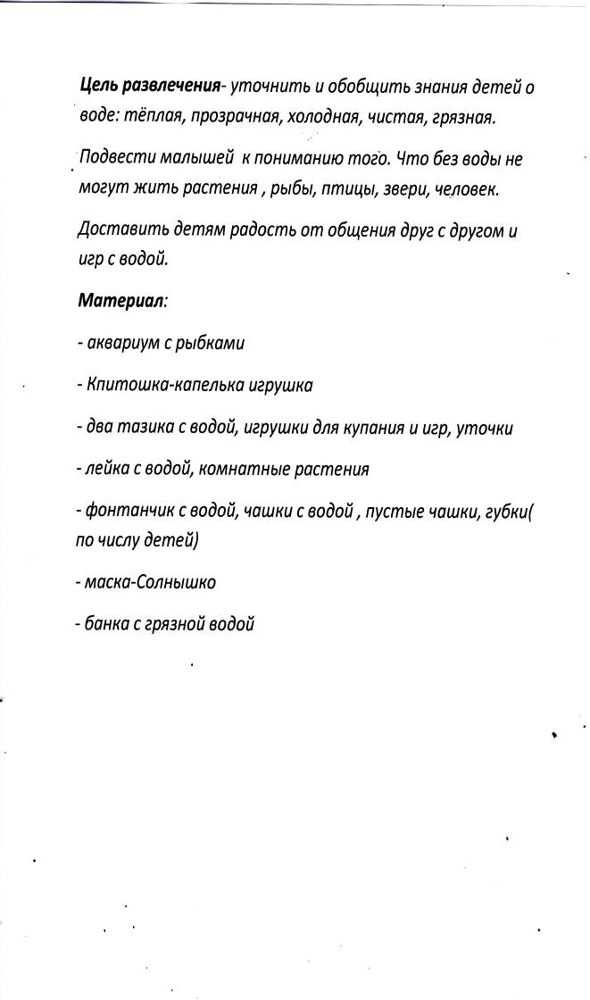 Цель развлечения- уточнить и обобщить знания детей о
воде: тёплая, прозрачная, холодная, чистая, грязная.
Подвести малышей к пониманию того. Что без воды не
могут жить растения , рыбы, птицы, звери, человек.
Доставить детям радость от общения друг с другом и
игр с водой.
Материал:
- аквариум с рыбками
- Кпитошка-капелька игрушка
- два тазика с водой, игрушки для купания и игр, уточки
- лейка с водой, комнатные растения
- фонтанчик с водой, чашки с водой , пустые чашки, губки(
по числу детей)
- маска-Солнышко
- банка с грязной водой